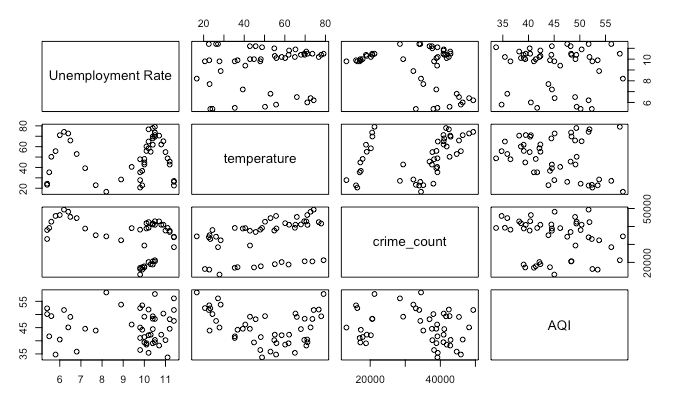 20 40 60 80
35 40 45 50 55
Unemployment Rate
6 8 10
20 40 60 80
temperature
crime_count
20000 50000
35 45 55
AQI
6 7 8 9 10 11
20000 40000